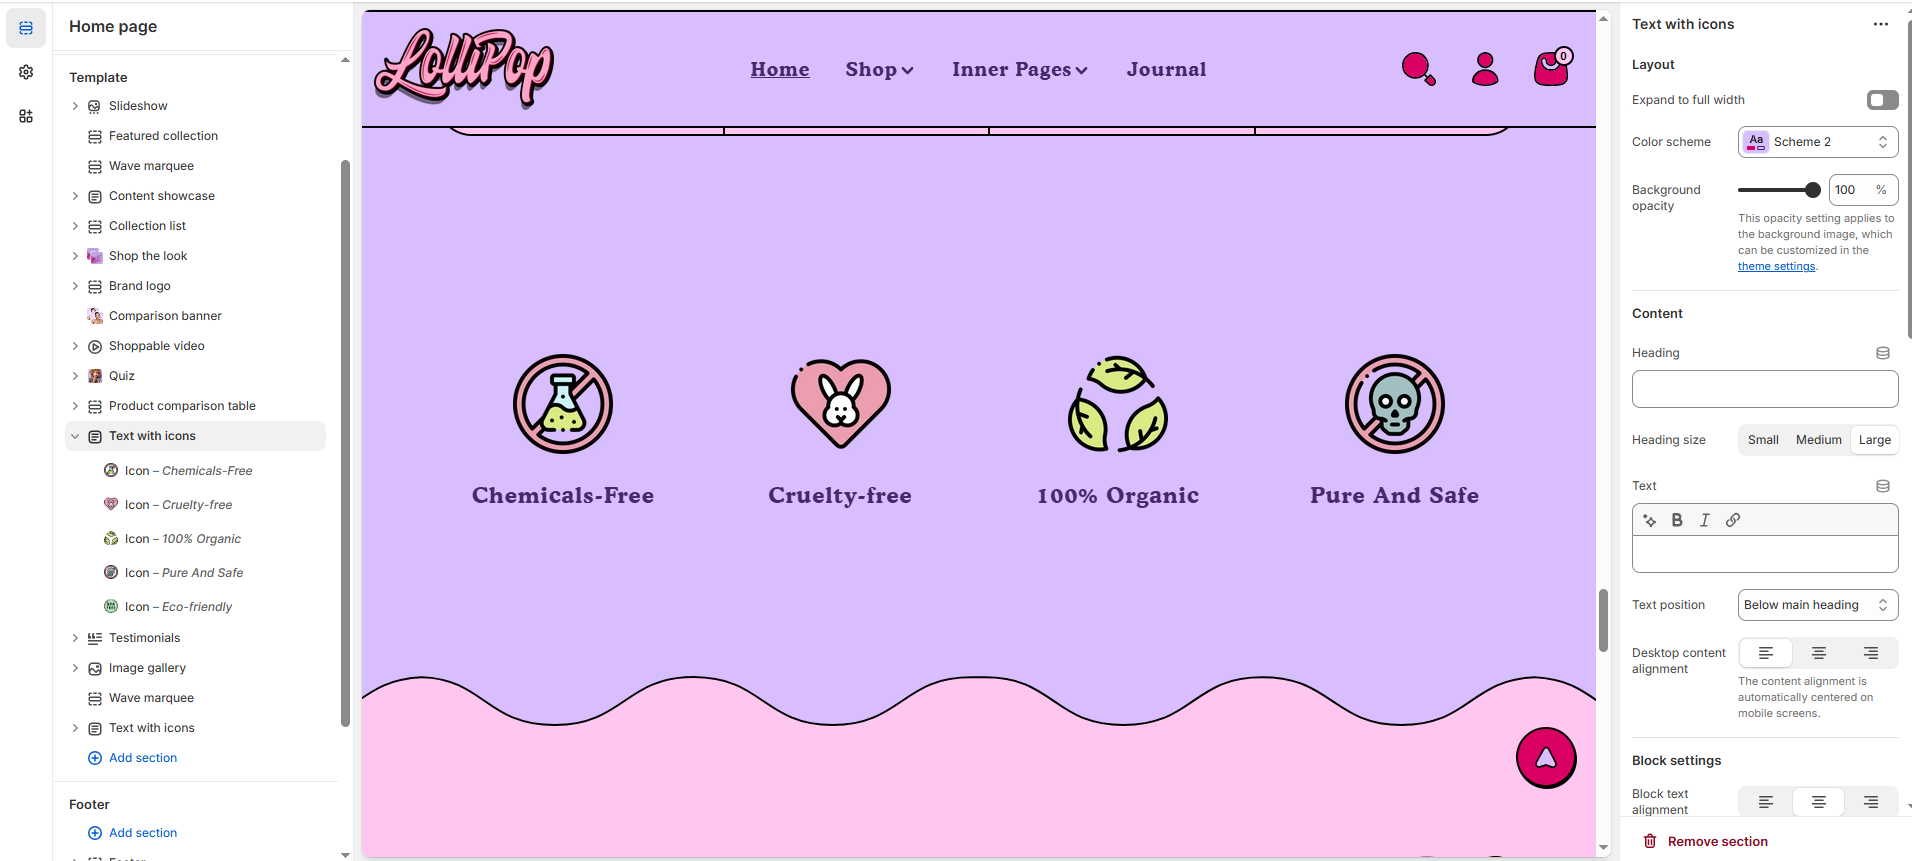 Home page
Template
Slideshow
Featured collection
Wave marquee
Content showcase
Collection list
Shop the look
Brand logo
Comparison banner
Shoppable video
Quiz
Product comparison table
Text with icons
Icon – Chemicals-Free
Icon – Cruelty-free
Icon – 100% Organic
Icon – Pure And Safe
Icon – Eco-friendly
Testimonials
Image gallery
Wave marquee
Text with icons
Add section
Footer
Add section
LolliPop
Home
Shop
Inner Pages
Journal
0
Chemicals-Free
Cruelty-free
100% Organic
Pure And Safe
Text with icons
Layout
Expand to full width
Color scheme
Aa
Scheme 2
Background
opacity
100 %
This opacity setting applies to
the background image, which
can be customized in the
theme settings.
Content
Heading
Heading size
Small Medium Large
Text
B I
Text position
Below main heading
Desktop content
alignment
The content alignment is
automatically centered on
mobile screens.
Block settings
Block text
alignment
Remove section